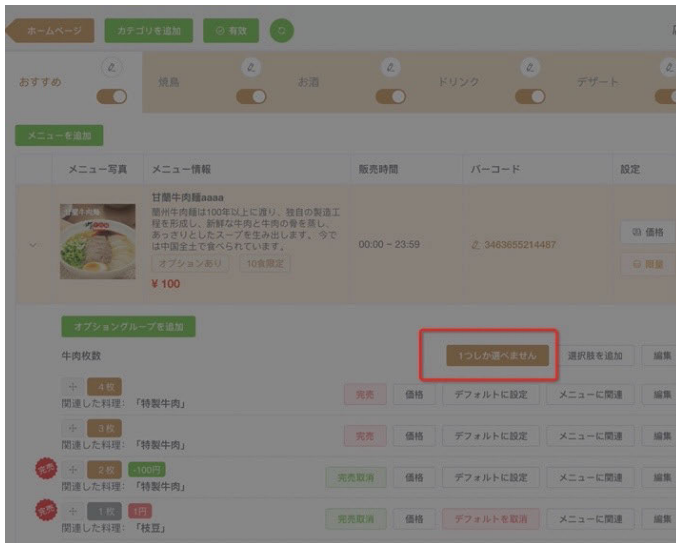 ホームページ カテゴリを追加 有効
おすすめ 焼鳥 お酒 ドリンク デザート
メニューを追加
メニュー写真 メニュー情報 販売時間 バーコード 設定
甘蘭牛肉麺
甘蘭牛肉麺aaaa
蘭州牛肉麺は100年以上に渡り、独自の製造工
程を形成し、新鮮な牛肉と牛肉の骨を蒸し、
あっさりとしたスープを生み出します。今で
は中国全土で食べられています。
オプションあり 10食限定
¥ 100
00:00 ~ 23:59
3463655214487
価格
限量
オプショングループを追加
牛肉枚数 1つしか選べません 選択肢を追加 編集
4枚
関連した料理: 「特製牛肉」
完売 価格 デフォルトに設定 メニューに関連 編集
3枚
関連した料理: 「特製牛肉」
完売 価格 デフォルトに設定 メニューに関連 編集
完売 2枚 -100円
関連した料理: 「特製牛肉」
完売取消 価格 デフォルトに設定 メニューに関連 編集
完売 1枚 1円
関連した料理: 「枝豆」
完売取消 価格 デフォルトを取消 メニューに関連 編集